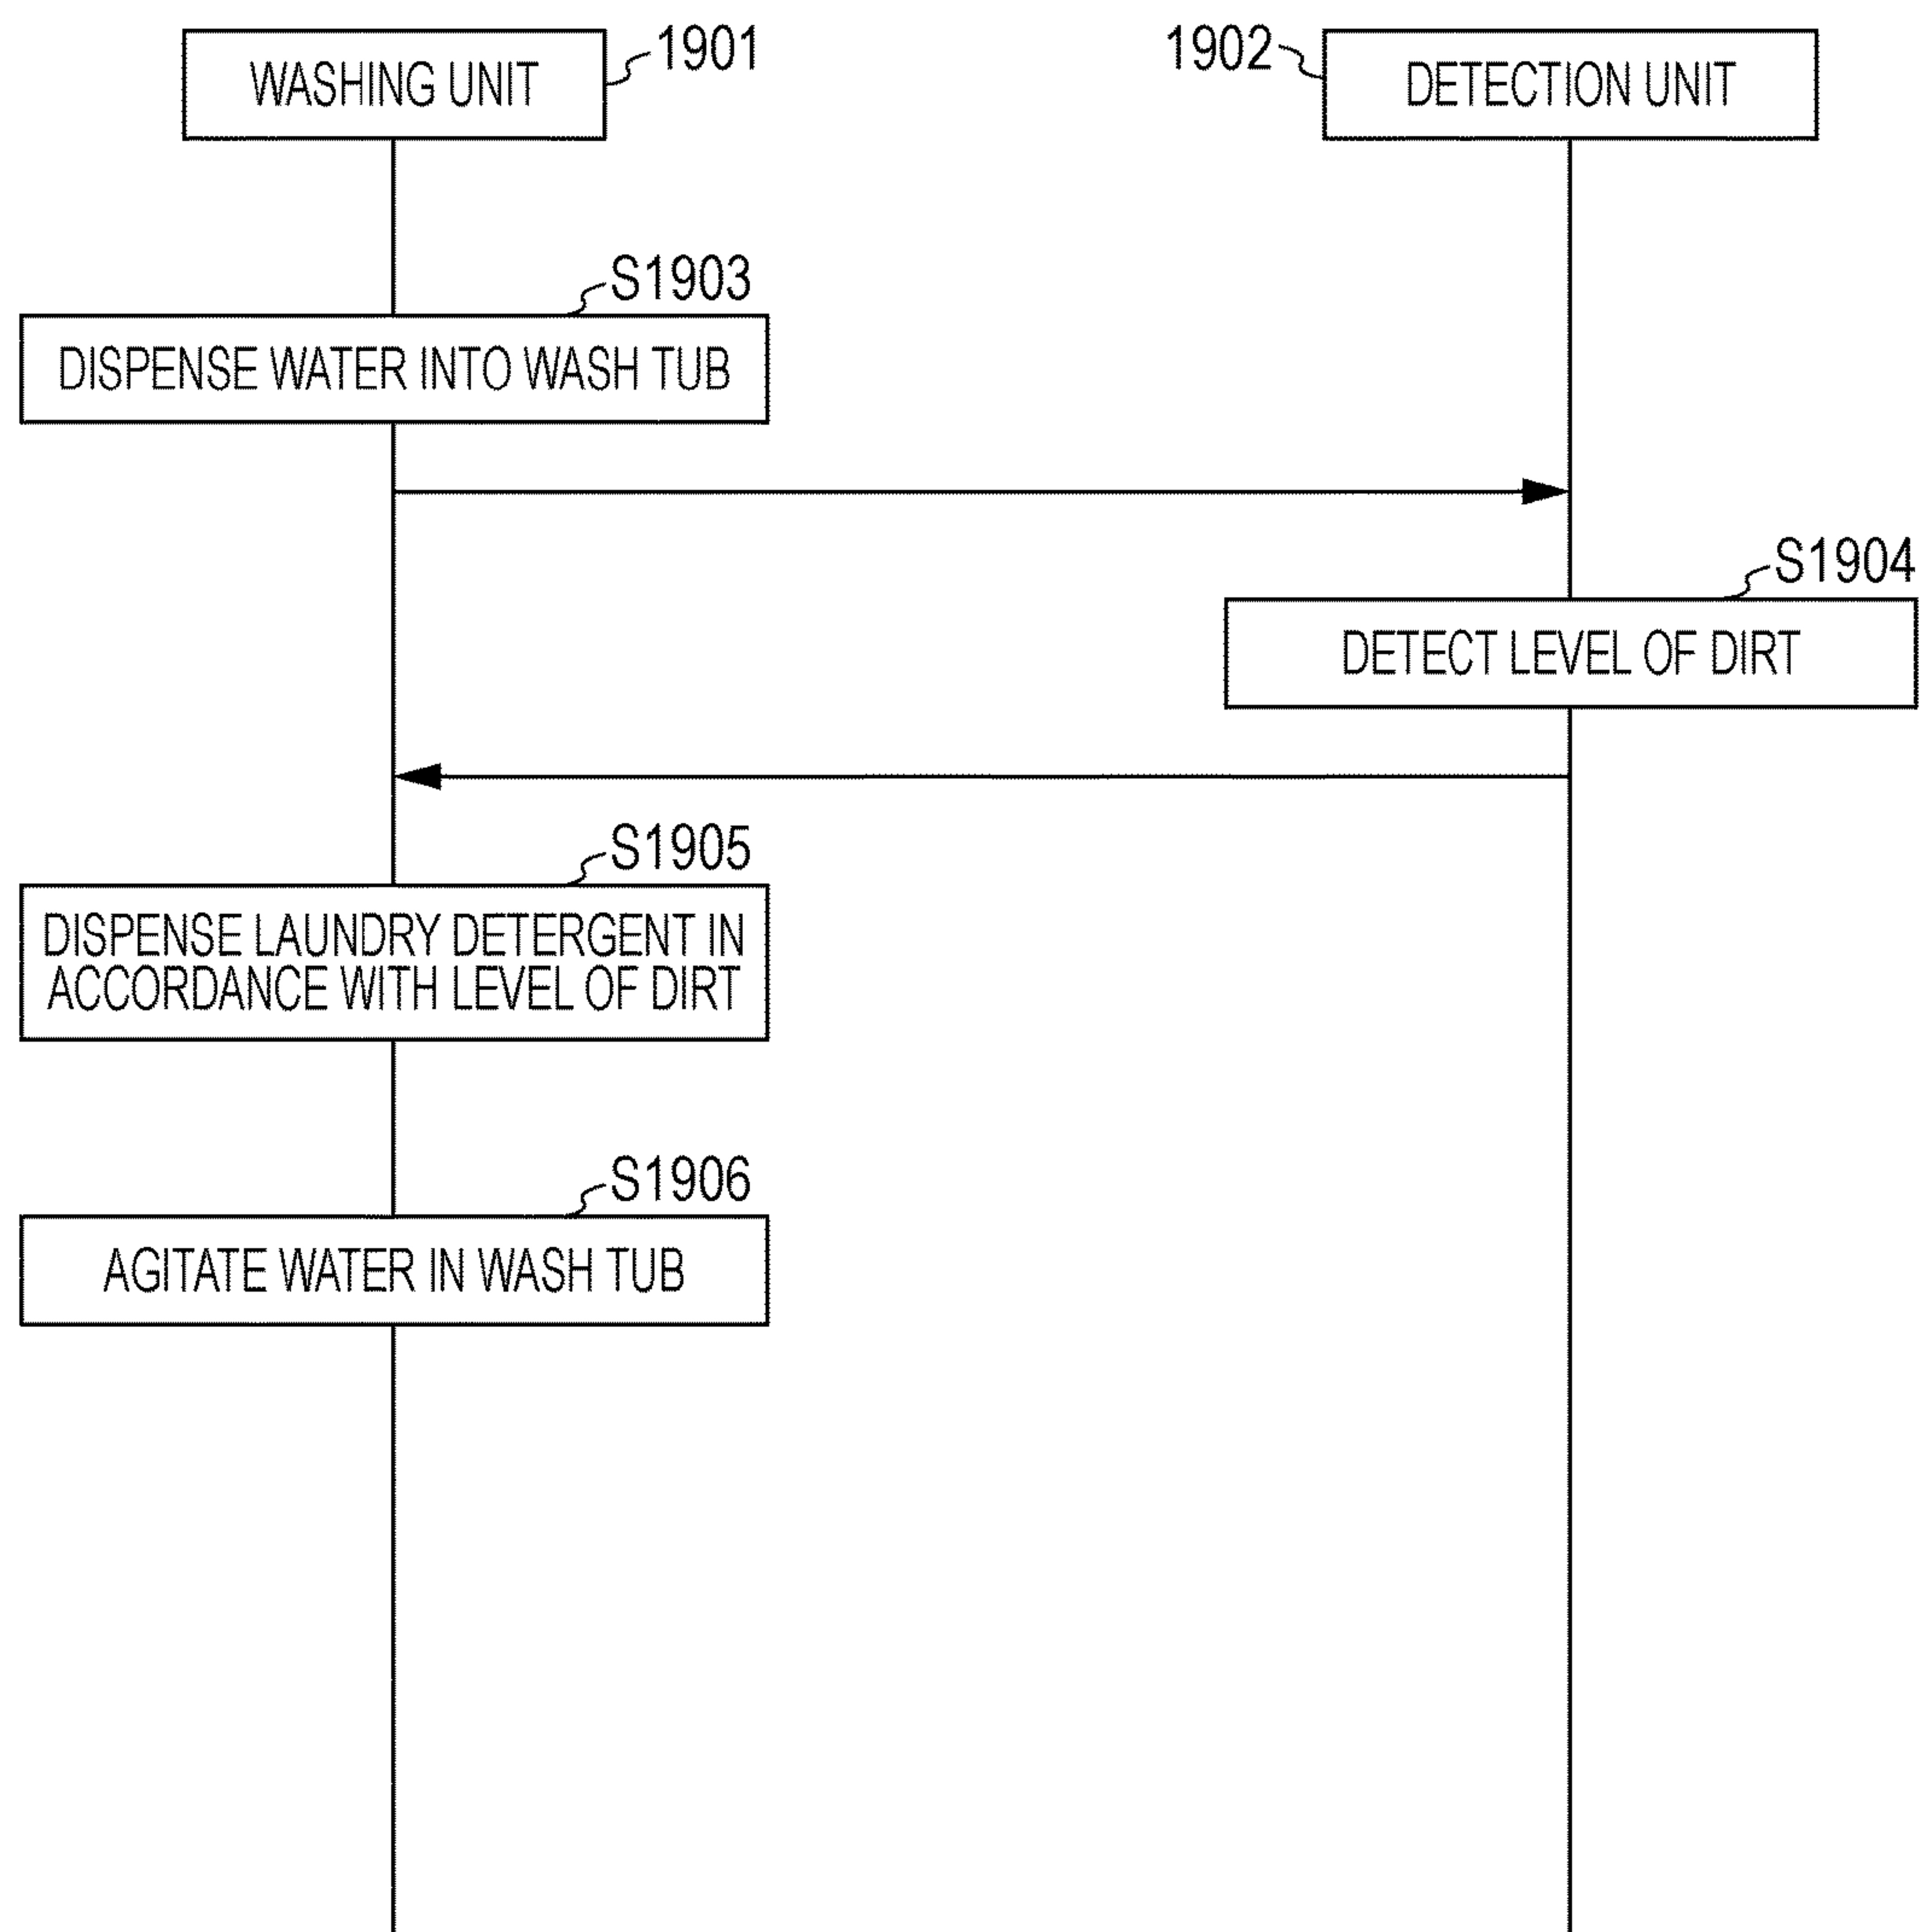 WASHING UNIT
1901
1902
DETECTION UNIT
S1903
DISPENSE WATER INTO WASH TUB
S1904
DETECT LEVEL OF DIRT
S1905
DISPENSE LAUNDRY DETERGENT IN
ACCORDANCE WITH LEVEL OF DIRT
S1906
AGITATE WATER IN WASH TUB